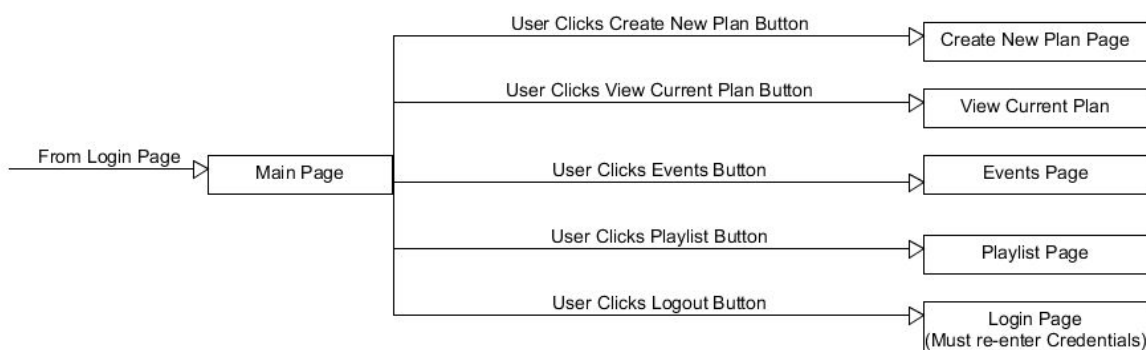 User Clicks Create New Plan Button
Create New Plan Page
User Clicks View Current Plan Button
View Current Plan
From Login Page
Main Page
User Clicks Events Button
Events Page
User Clicks Playlist Button
Playlist Page
User Clicks Logout Button
Login Page
(Must re-enter Credentials)